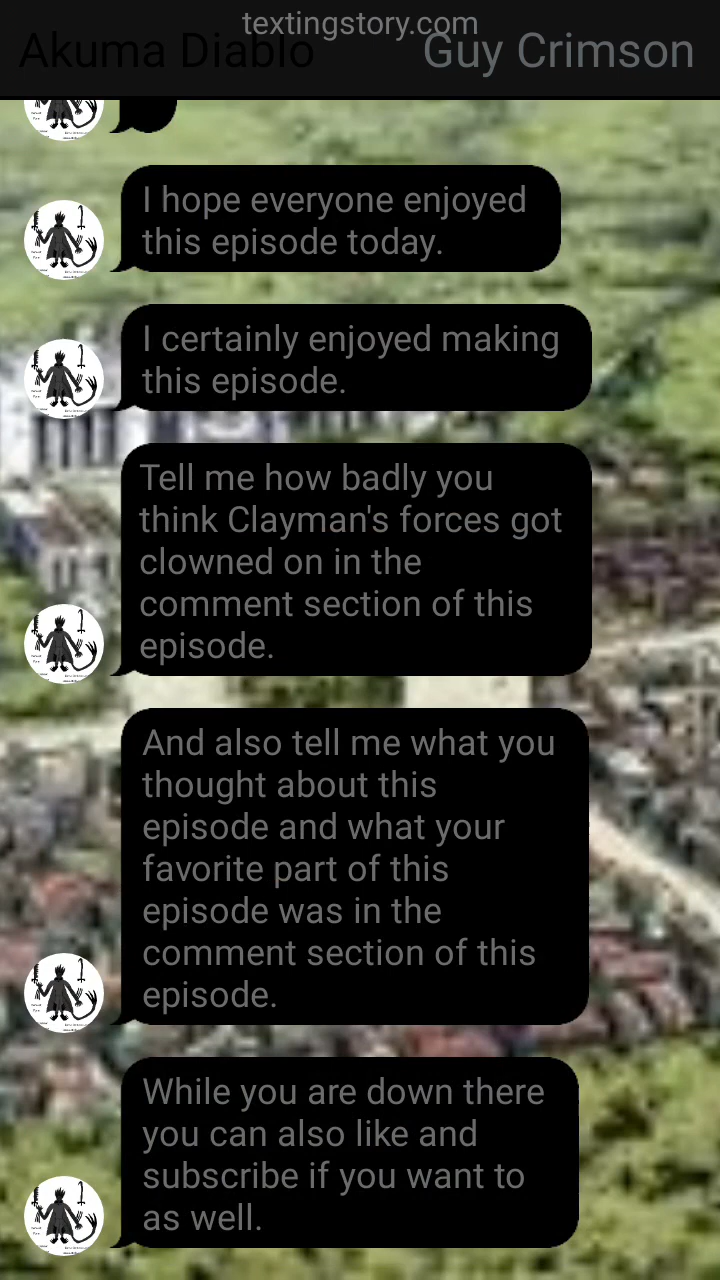 textingstory.com
Akuma Diablo
Guy Crimson
I hope everyone enjoyed
this episode today.
I certainly enjoyed making
this episode.
Tell me how badly you
think Clayman's forces got
clowned on in the
comment section of this
episode.
And also tell me what you
thought about this
episode and what your
favorite part of this
episode was in the
comment section of this
episode.
While you are down there
you can also like and
subscribe if you want to
as well.